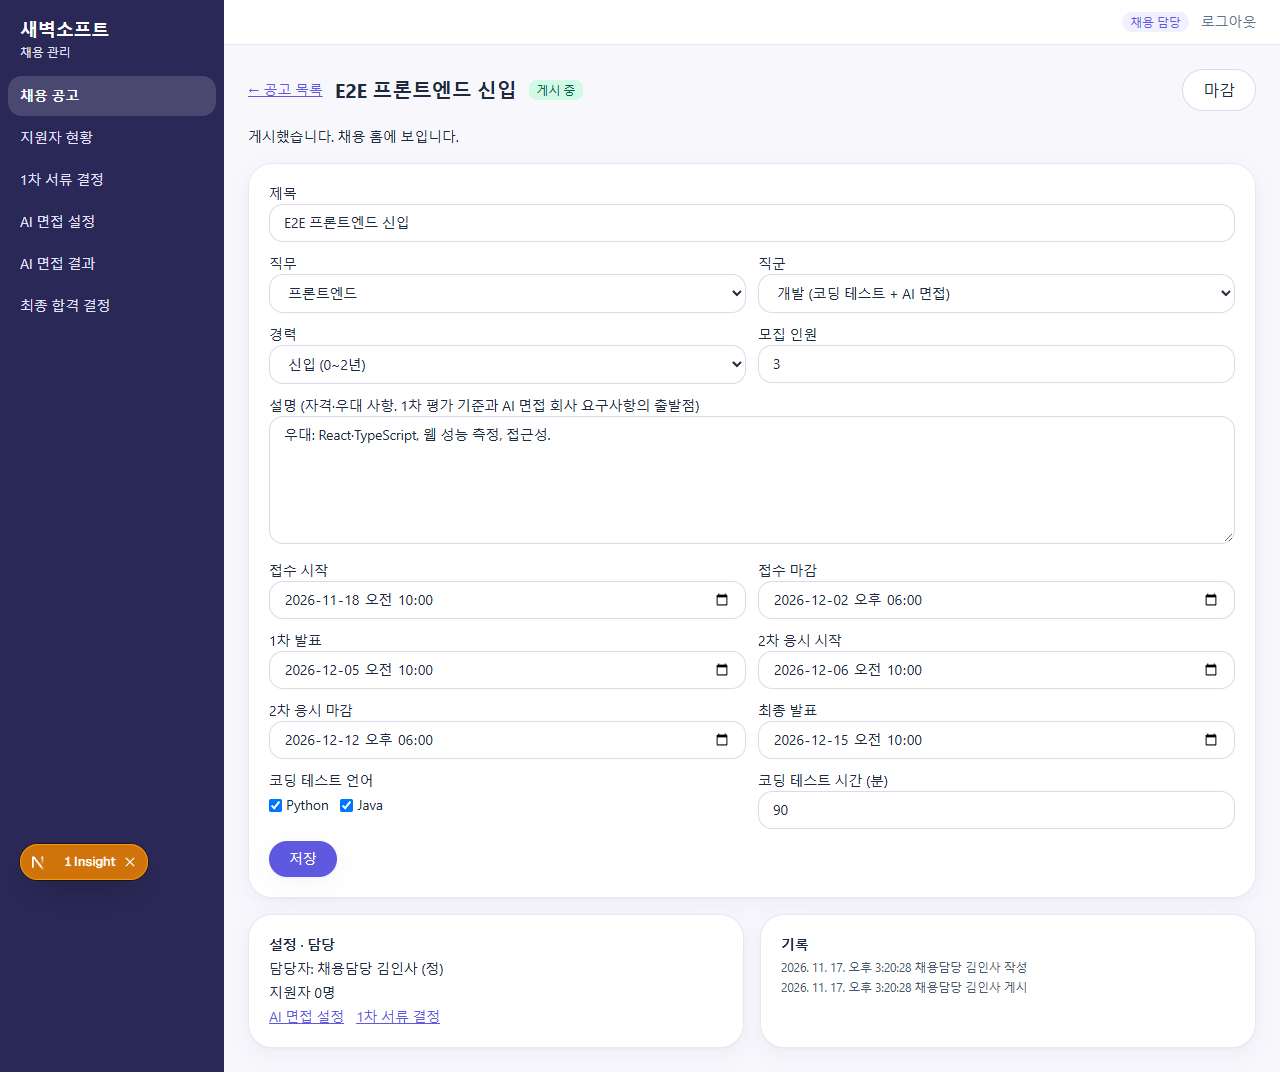 새벽소프트
채용 관리
채용 공고
지원자 현황
1차 서류 결정
AI 면접 설정
AI 면접 결과
최종 합격 결정
1 Insight
채용 담당
로그아웃
← 공고 목록
E2E 프론트엔드 신입
게시 중
마감
게시했습니다. 채용 홈에 보입니다.
제목
E2E 프론트엔드 신입
직무
직군
프론트엔드
개발 (코딩 테스트 + AI 면접)
경력
모집 인원
신입 (0~2년)
3
설명 (자격·우대 사항. 1차 평가 기준과 AI 면접 회사 요구사항의 출발점)
우대: React·TypeScript, 웹 성능 측정, 접근성.
접수 시작
접수 마감
2026-11-18 오전 10:00
2026-12-02 오후 06:00
1차 발표
2차 응시 시작
2026-12-05 오전 10:00
2026-12-06 오전 10:00
2차 응시 마감
최종 발표
2026-12-12 오후 06:00
2026-12-15 오전 10:00
코딩 테스트 언어
코딩 테스트 시간 (분)
Python
Java
90
저장
설정 · 담당
담당자: 채용담당 김인사 (정)
지원자 0명
AI 면접 설정
1차 서류 결정
기록
2026. 11. 17. 오후 3:20:28 채용담당 김인사 작성
2026. 11. 17. 오후 3:20:28 채용담당 김인사 게시